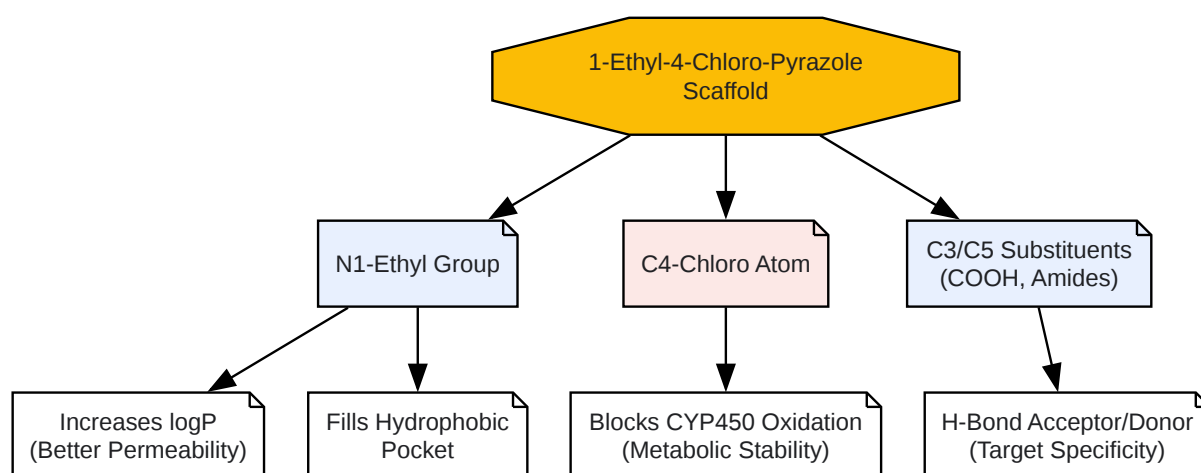 1-Ethyl-4-Chloro-Pyrazole
Scaffold
N1-Ethyl Group
C4-Chloro Atom
C3/C5 Substituents
(COOH, Amides)
Increases logP
(Better Permeability)
Fills Hydrophobic
Pocket
Blocks CYP450 Oxidation
(Metabolic Stability)
H-Bond Acceptor/Donor
(Target Specificity)